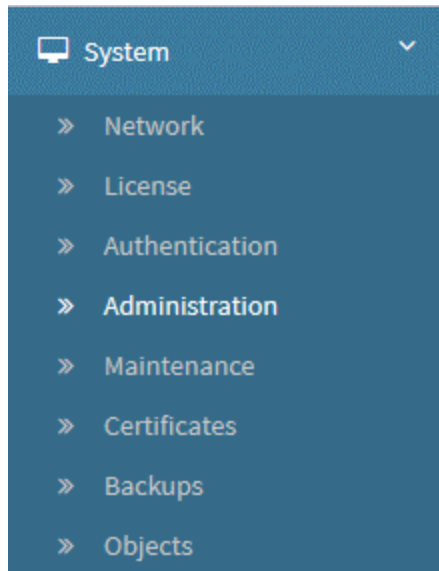 System
Network
License
Authentication
Administration
Maintenance
Certificates
Backups
Objects